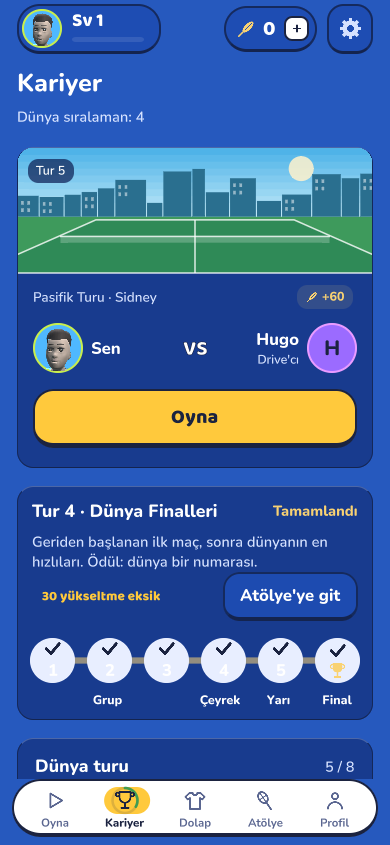 Sv 1
0
+
Kariyer
Dünya sıralaman: 4
Tur 5
Pasifik Turu · Sidney
+60
Sen
VS
Hugo
Drive'cı
H
Oyna
Tur 4 · Dünya Finalleri
Tamamlandı
Geriden başlanan ilk maç, sonra dünyanın en
hızlıları. Ödül: dünya bir numarası.
30 yükseltme eksik
Atölye'ye git
1 2 3 4 5
Grup Çeyrek Yarı Final
Dünya turu
5 / 8
Oyna Kariyer Dolap Atölye Profil